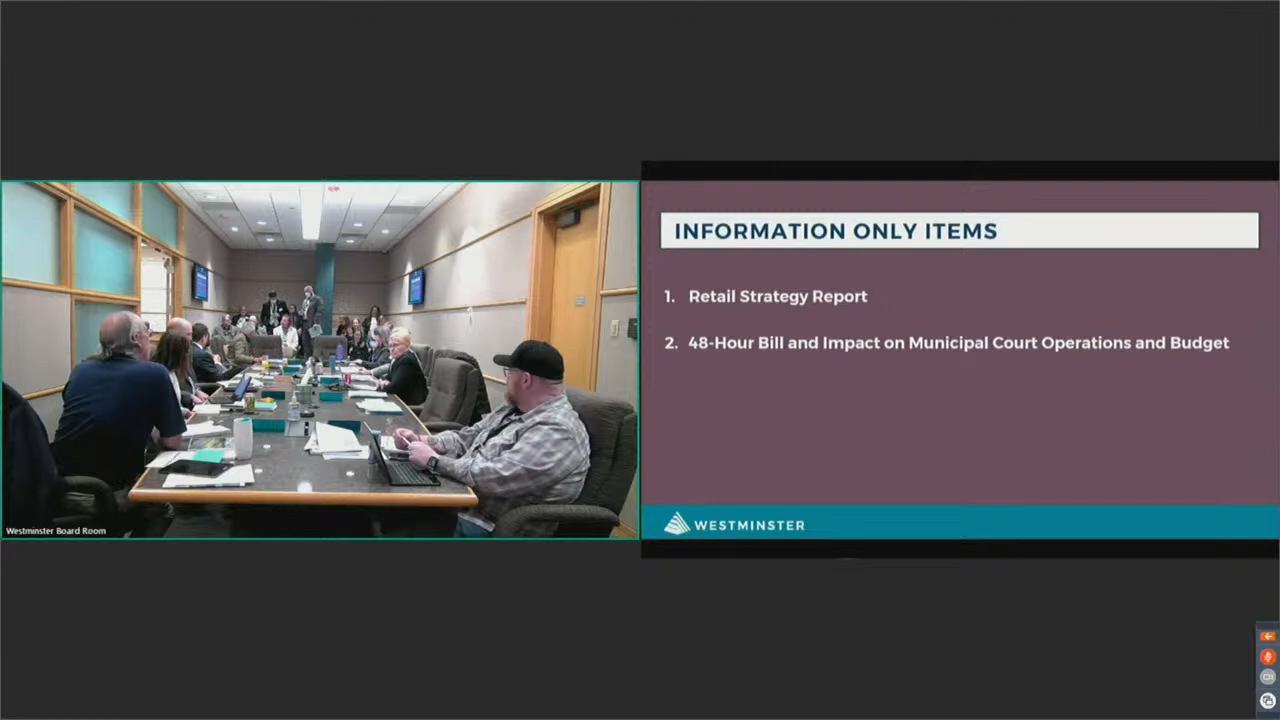 INFORMATION ONLY ITEMS
1. Retail Strategy Report
2. 48-Hour Bill and Impact on Municipal Court Operations and Budget
WESTMINSTER
Westminster Board Room